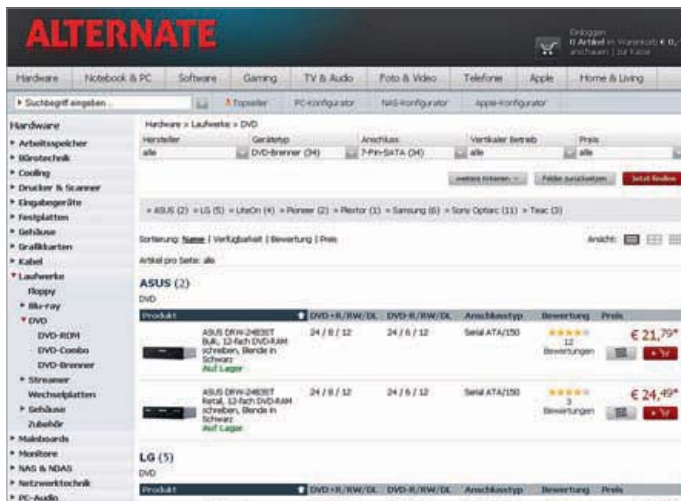 ALTERNATE
Einloggen
0 Artikel im Warenkorb € 0,-
anschauen | zur Kasse
Hardware Notebook & PC Software Gaming TV & Audio Foto & Video Telefonie Apple Home & Living
Suchbegriff eingeben ... Topseller PC-Konfigurator NAS-Konfigurator Apple-Konfigurator
Hardware
Arbeitsspeicher
Bürotechnik
Cooling
Drucker & Scanner
Eingabegeräte
Festplatten
Gehäuse
Grafikkarten
Kabel
Laufwerke
Floppy
Blu-ray
DVD
DVD-ROM
DVD-Combo
DVD-Brenner
Streamer
Wechselplatten
Gehäuse
Zubehör
Mainboards
Monitore
NAS & NDAS
Netzwerktechnik
PC-Audio
Hardware » Laufwerke » DVD
Hersteller Gerätetyp Anschluss Vertikaler Betrieb Preis
alle DVD-Brenner (34) 7-Pin-SATA (34) alle alle
weitere Kriterien Felder zurücksetzen Jetzt finden
» ASUS (2) » LG (5) » LiteOn (4) » Pioneer (2) » Plextor (1) » Samsung (6) » Sony Optiarc (11) » Teac (3)
Sortierung: Name | Verfügbarkeit | Bewertung | Preis Ansicht:
Artikel pro Seite: alle
ASUS (2)
DVD
Produkt DVD+R/RW/DL DVD-R/RW/DL Anschlusstyp Bewertung Preis
ASUS DRW-24B3ST
Bulk, 12-fach DVD-RAM
schreiben, Blende in
Schwarz
Auf Lager
24 / 8 / 12 24 / 6 / 12 Serial ATA/150 12
Bewertungen
€ 21,79*
ASUS DRW-24B3ST
Retail, 12-fach DVD-RAM
schreiben, Blende in
Schwarz
Auf Lager
24 / 8 / 12 24 / 6 / 12 Serial ATA/150 3
Bewertungen
€ 24,49*
LG (5)
DVD
Produkt DVD+R/RW/DL DVD-R/RW/DL Anschlusstyp Bewertung Preis